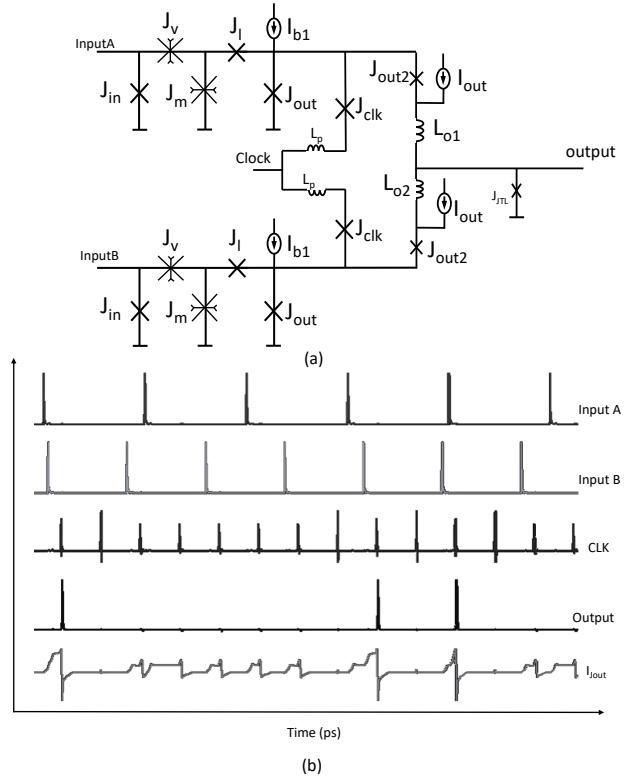 J_v
J_l
I_b1
InputA
J_out2
I_out
J_in
J_m
J_out
J_clk
L_p
L_o1
Clock
output
L_p
L_o2
J_JTL
I_out
J_v
J_l
I_b1
J_clk
InputB
J_out2
J_in
J_m
J_out
(a)
Input A
Input B
CLK
Output
I_Jout
Time (ps)
(b)